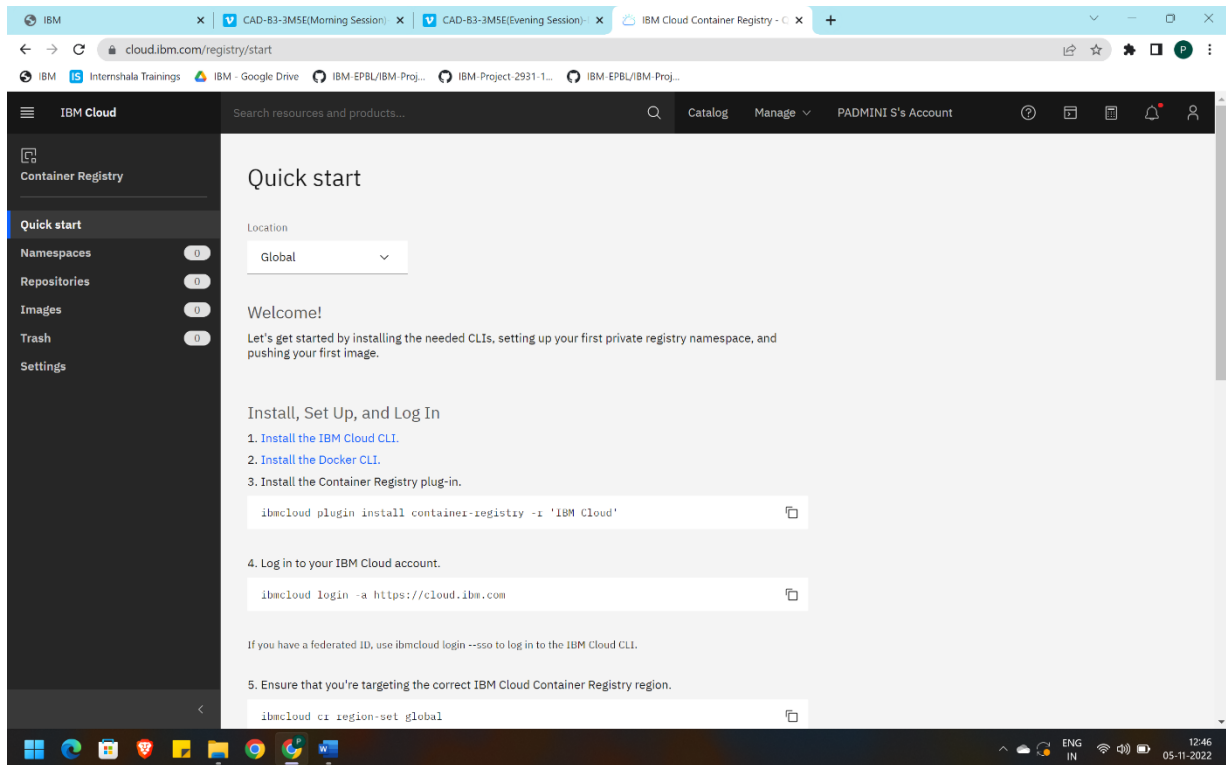 IBM
CAD-B3-3M5E(Morning Session)
CAD-B3-3M5E(Evening Session)-
IBM Cloud Container Registry -
cloud.ibm.com/registry/start
P
IBM
IS Internshala Trainings
IBM - Google Drive
IBM-EPBL/IBM-Proj...
IBM-Project-2931-1...
IBM-EPBL/IBM-Proj...
IBM Cloud
Search resources and products...
Catalog
Manage
PADMINI S's Account
Container Registry
Quick start
Namespaces 0
Repositories 0
Images 0
Trash 0
Settings
Quick start
Location
Global
Welcome!
Let's get started by installing the needed CLIs, setting up your first private registry namespace, and
pushing your first image.
Install, Set Up, and Log In
1. Install the IBM Cloud CLI.
2. Install the Docker CLI.
3. Install the Container Registry plug-in.
ibmcloud plugin install container-registry -r 'IBM Cloud'
4. Log in to your IBM Cloud account.
ibmcloud login -a https://cloud.ibm.com
If you have a federated ID, use ibmcloud login --sso to log in to the IBM Cloud CLI.
5. Ensure that you're targeting the correct IBM Cloud Container Registry region.
ibmcloud cr region-set global
ENG
IN
12:46
05-11-2022